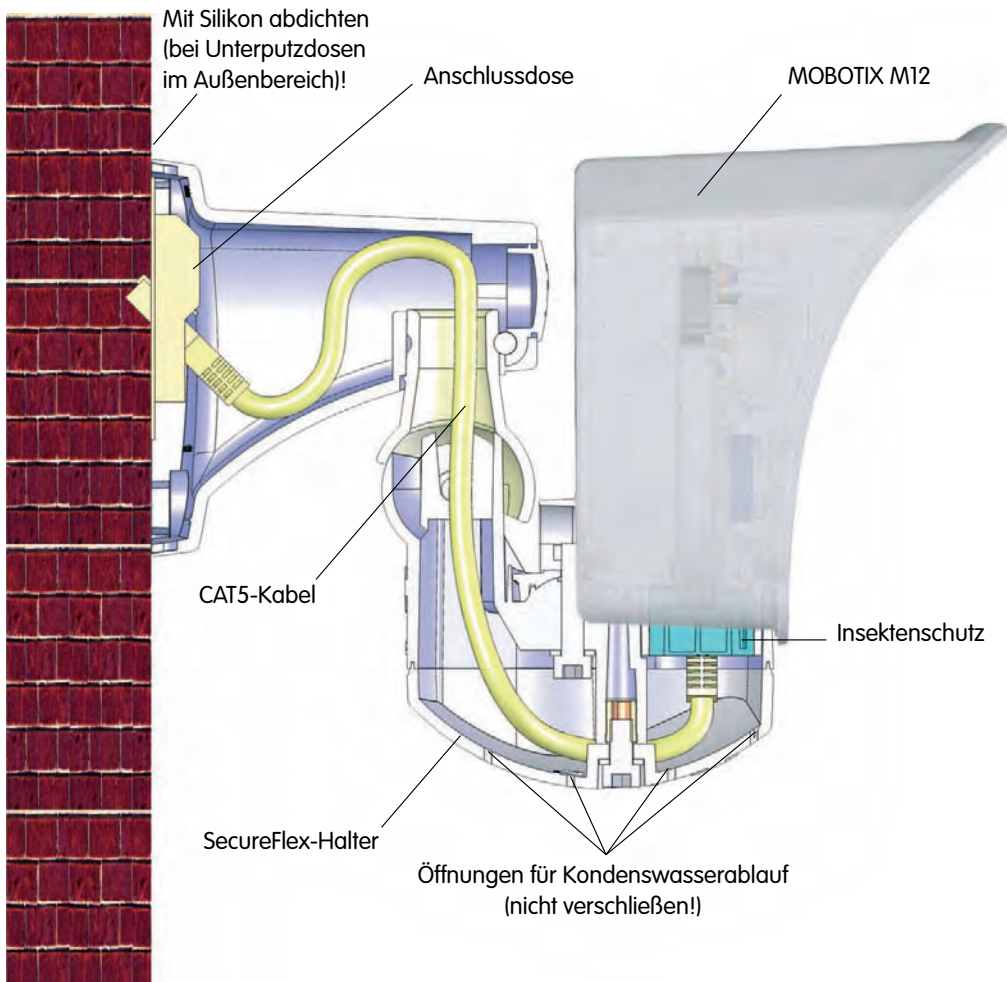 Mit Silikon abdichten
(bei Unterputzdosen
im Außenbereich)!
Anschlussdose
MOBOTIX M12
CAT5-Kabel
Insektenschutz
SecureFlex-Halter
Öffnungen für Kondenswasserablauf
(nicht verschließen!)